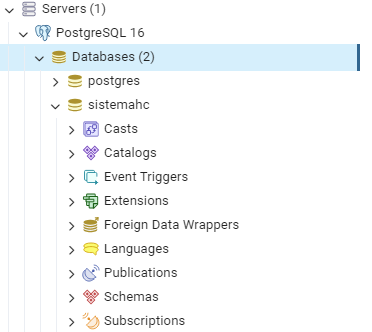 Servers (1)
PostgreSQL 16
Databases (2)
postgres
sistemahc
Casts
Catalogs
Event Triggers
Extensions
Foreign Data Wrappers
Languages
Publications
Schemas
Subscriptions